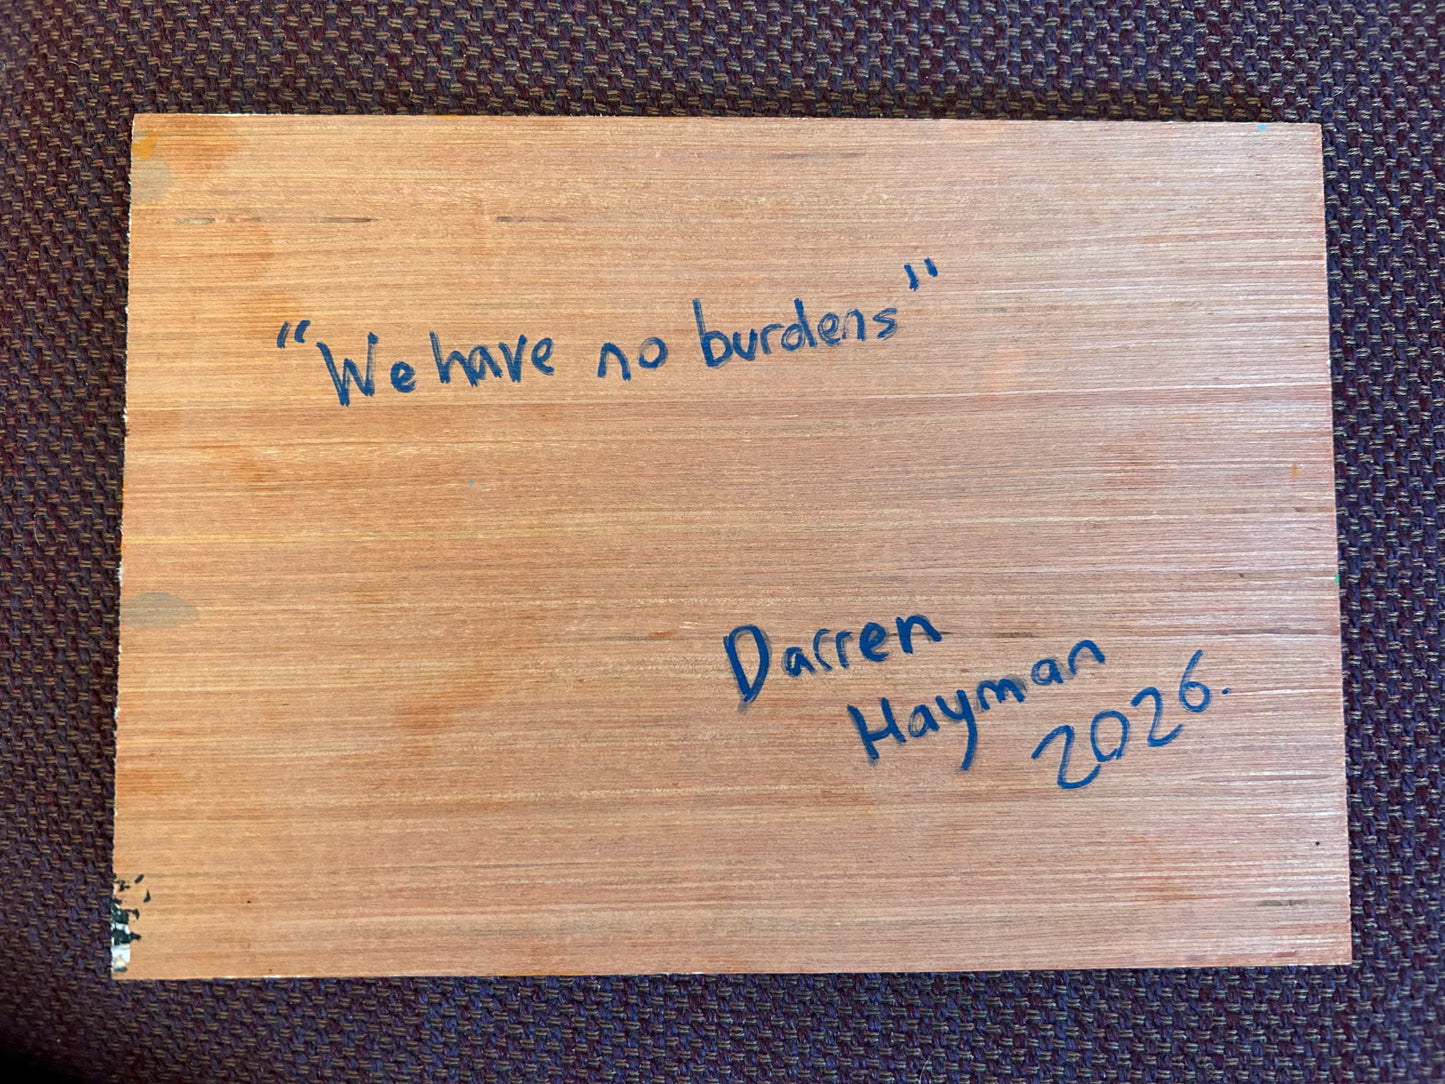 "We have no burdens"
Darren
Hayman
2026.